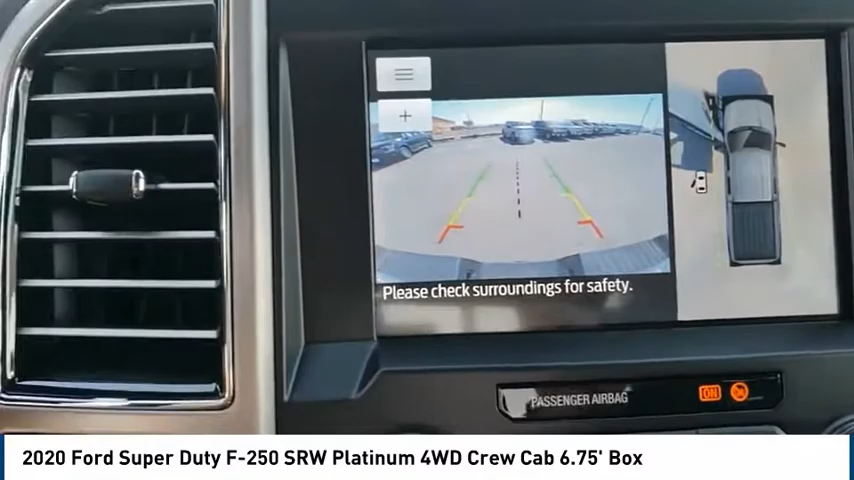 +
Please check surroundings for safety.
PASSENGER AIRBAG
ON
2020 Ford Super Duty F-250 SRW Platinum 4WD Crew Cab 6.75' Box